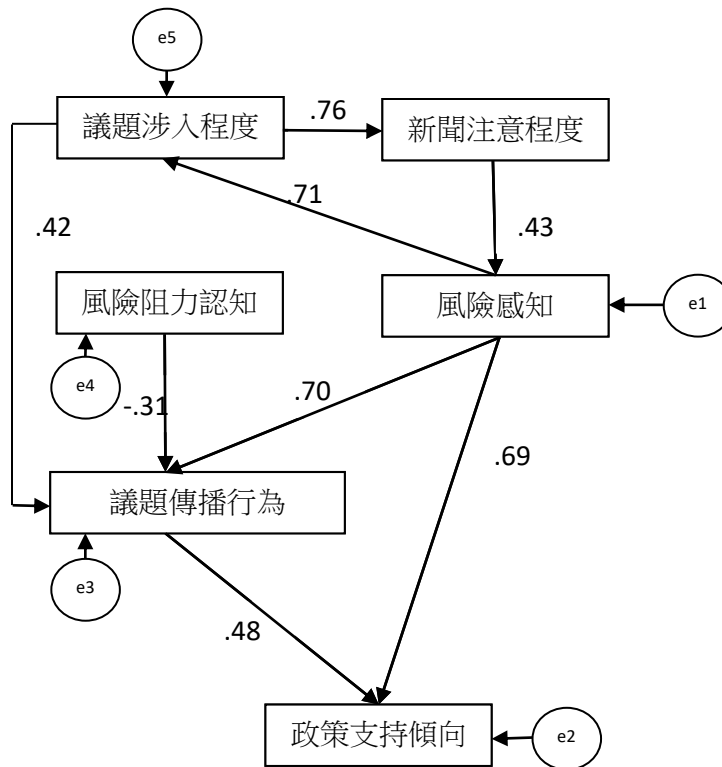 e5
議題涉入程度
.76
新聞注意程度
.71
.42
.43
風險阻力認知
風險感知
e1
e4
-.31
.70
.69
議題傳播行為
e3
.48
政策支持傾向
e2